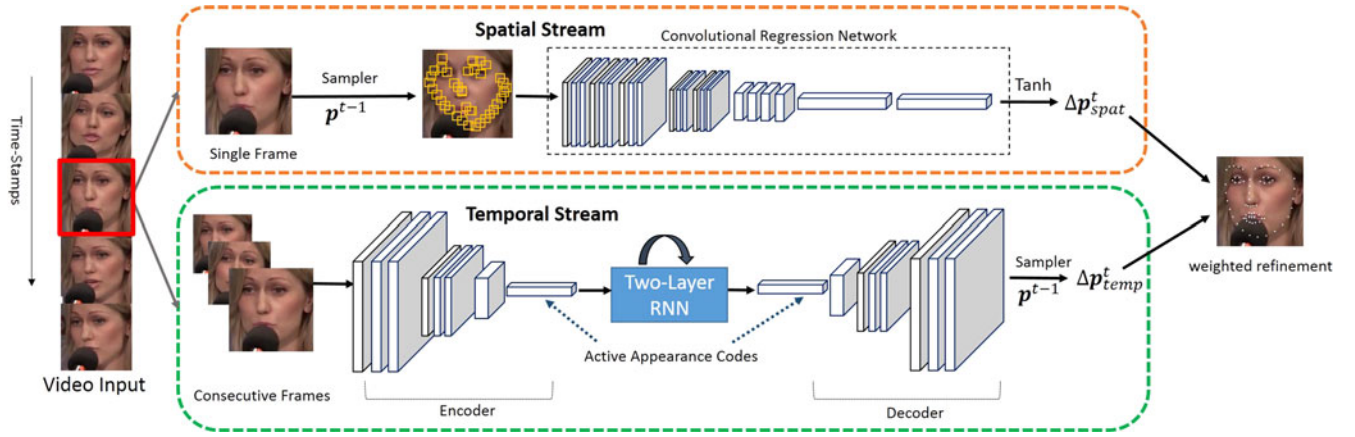 Time-Stamps
Video Input
Spatial Stream
Single Frame
Sampler
p^{t-1}
Convolutional Regression Network
Tanh
Δp^t_{spat}
Temporal Stream
Consecutive Frames
Encoder
Two-Layer
RNN
Active Appearance Codes
Decoder
Sampler
p^{t-1}
Δp^t_{temp}
weighted refinement